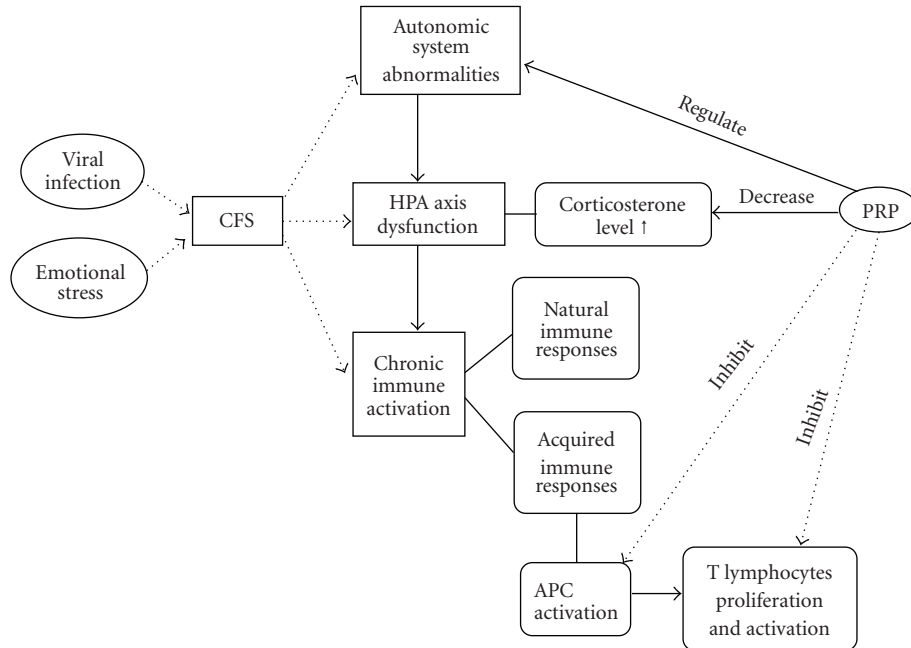 Autonomic
system
abnormalities
Regulate
Viral
infection
CFS
HPA axis
dysfunction
Corticosterone
level ↑
Decrease
PRP
Emotional
stress
Natural
immune
responses
Chronic
immune
activation
Inhibit
Inhibit
Acquired
immune
responses
APC
activation
T lymphocytes
proliferation
and activation